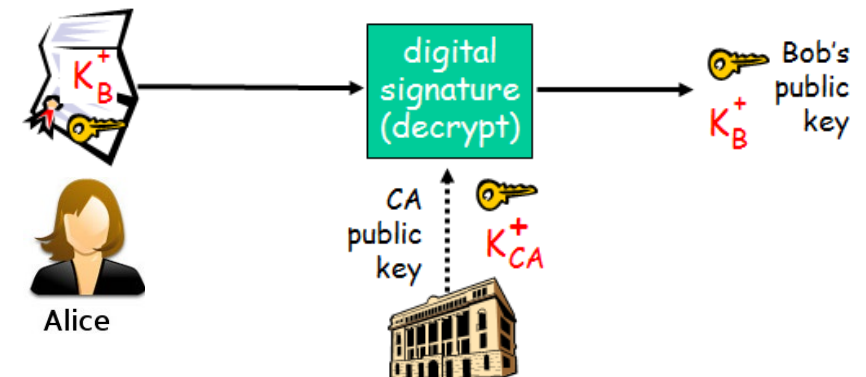 K_B^+
digital
signature
(decrypt)
Bob's
public
key
K_B^+
CA
public
key
K_CA^+
Alice